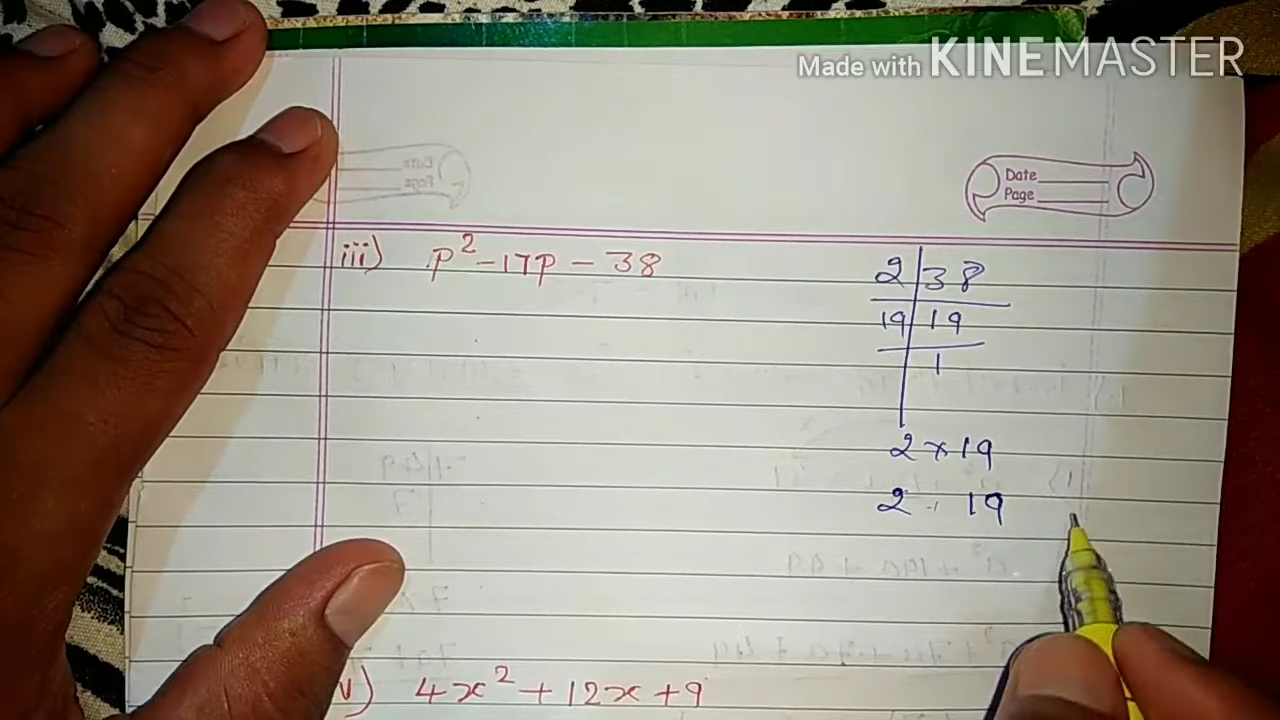 Made with KINEMASTER
Date
Page
iii) p² - 17p - 38
2 | 38
19 | 19
1
2 × 19
2 19
v) 4x² + 12x + 9